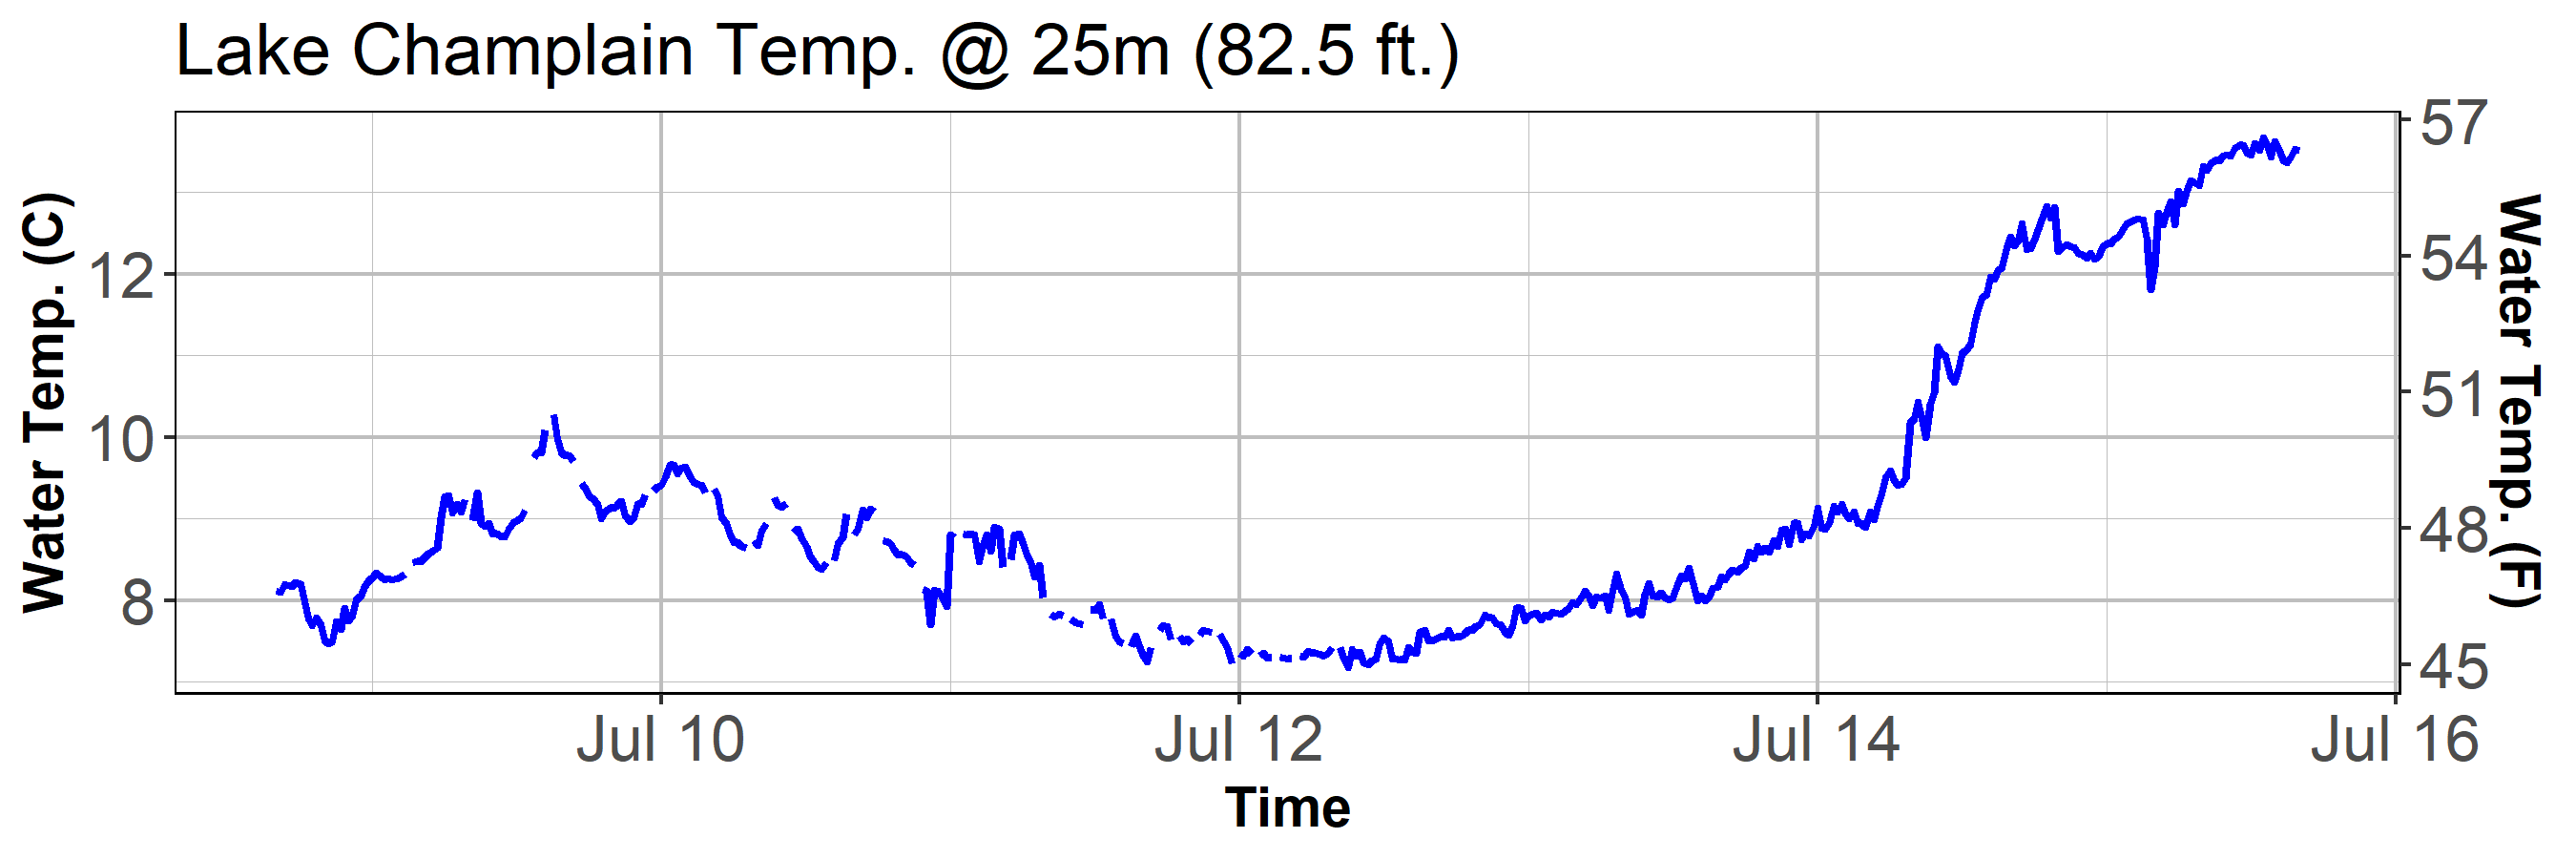 Lake Champlain Temp. @ 25m (82.5 ft.)
Water Temp. (C)
12
10
8
57
54
51
48
45
Water Temp. (F)
Jul 10
Jul 12
Jul 14
Jul 16
Time